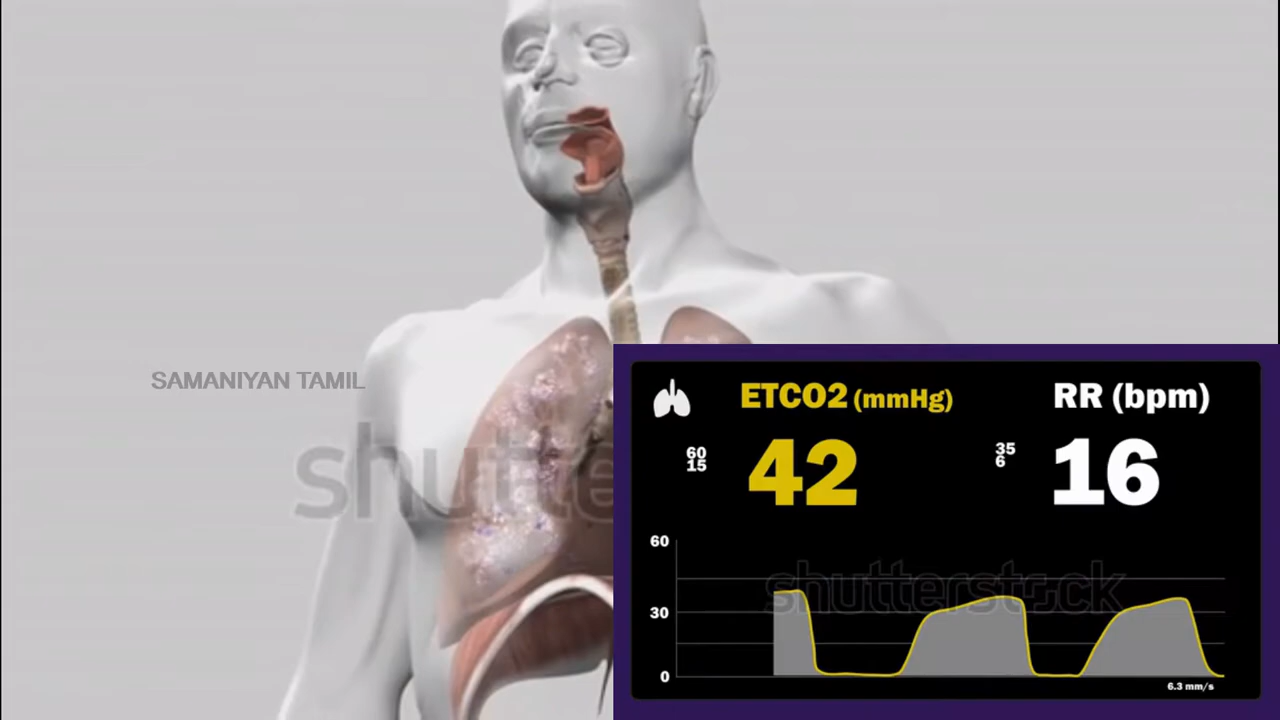 SAMANIYAN TAMIL
shutte
ETCO2 (mmHg)
RR (bpm)
60
15
42
35
6
16
60
shutterstock
30
0
6.3 mm/s